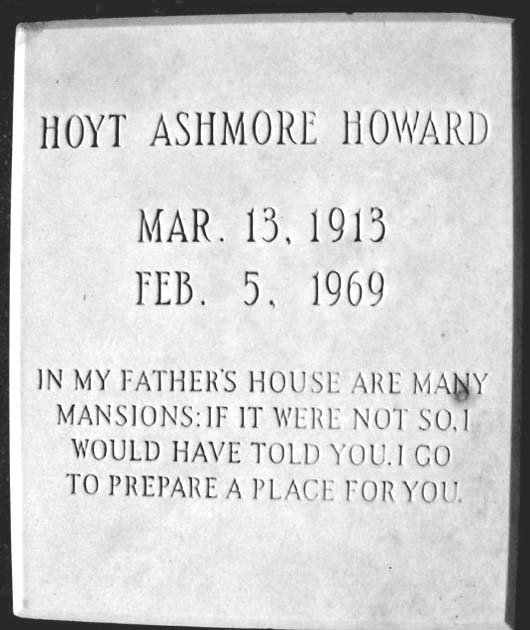 HOYT ASHMORE HOWARD
MAR. 13, 1913
FEB. 5, 1969
IN MY FATHER'S HOUSE ARE MANY
MANSIONS: IF IT WERE NOT SO, I
WOULD HAVE TOLD YOU. I GO
TO PREPARE A PLACE FOR YOU.